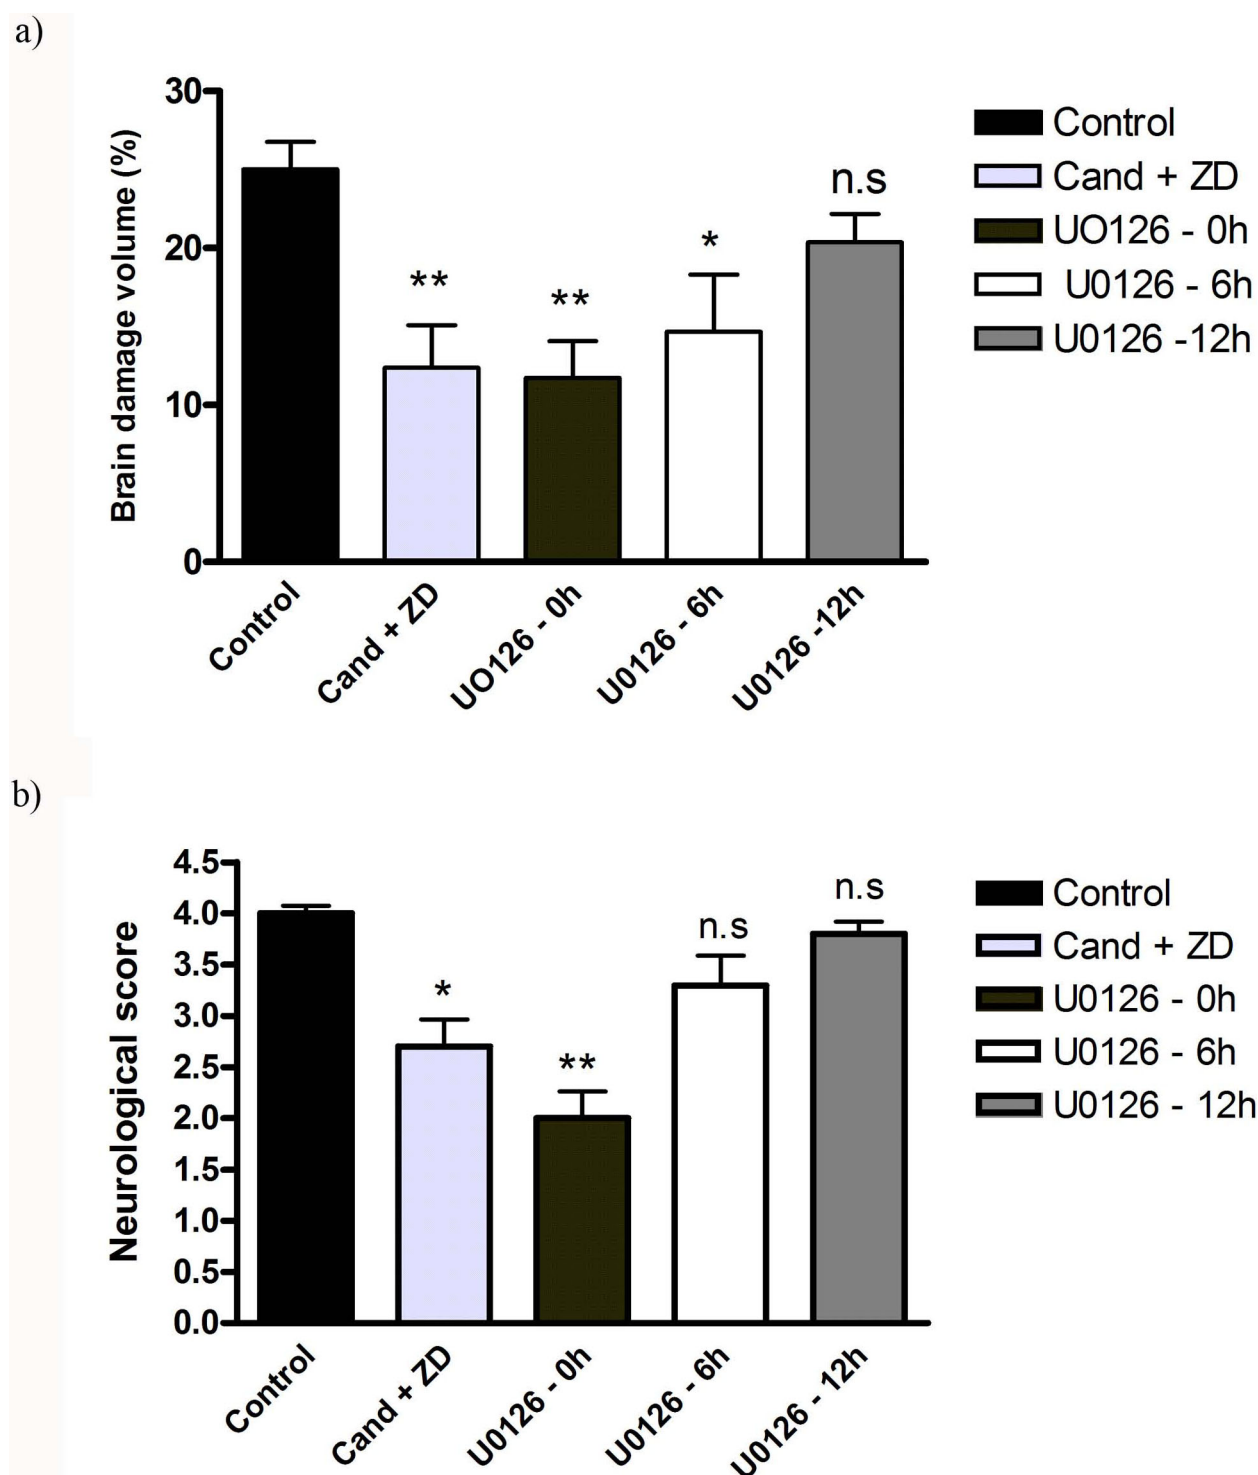 a)
30
20
10
0
Brain damage volume (%)
**
**
*
n.s
Control
Cand + ZD
UO126 - 0h
U0126 - 6h
U0126 -12h
Control
Cand + ZD
UO126 - 0h
U0126 - 6h
U0126 -12h
b)
4.5
4.0
3.5
3.0
2.5
2.0
1.5
1.0
0.5
0.0
Neurological score
*
**
n.s
n.s
Control
Cand + ZD
U0126 - 0h
U0126 - 6h
U0126 - 12h
Control
Cand + ZD
U0126 - 0h
U0126 - 6h
U0126 - 12h